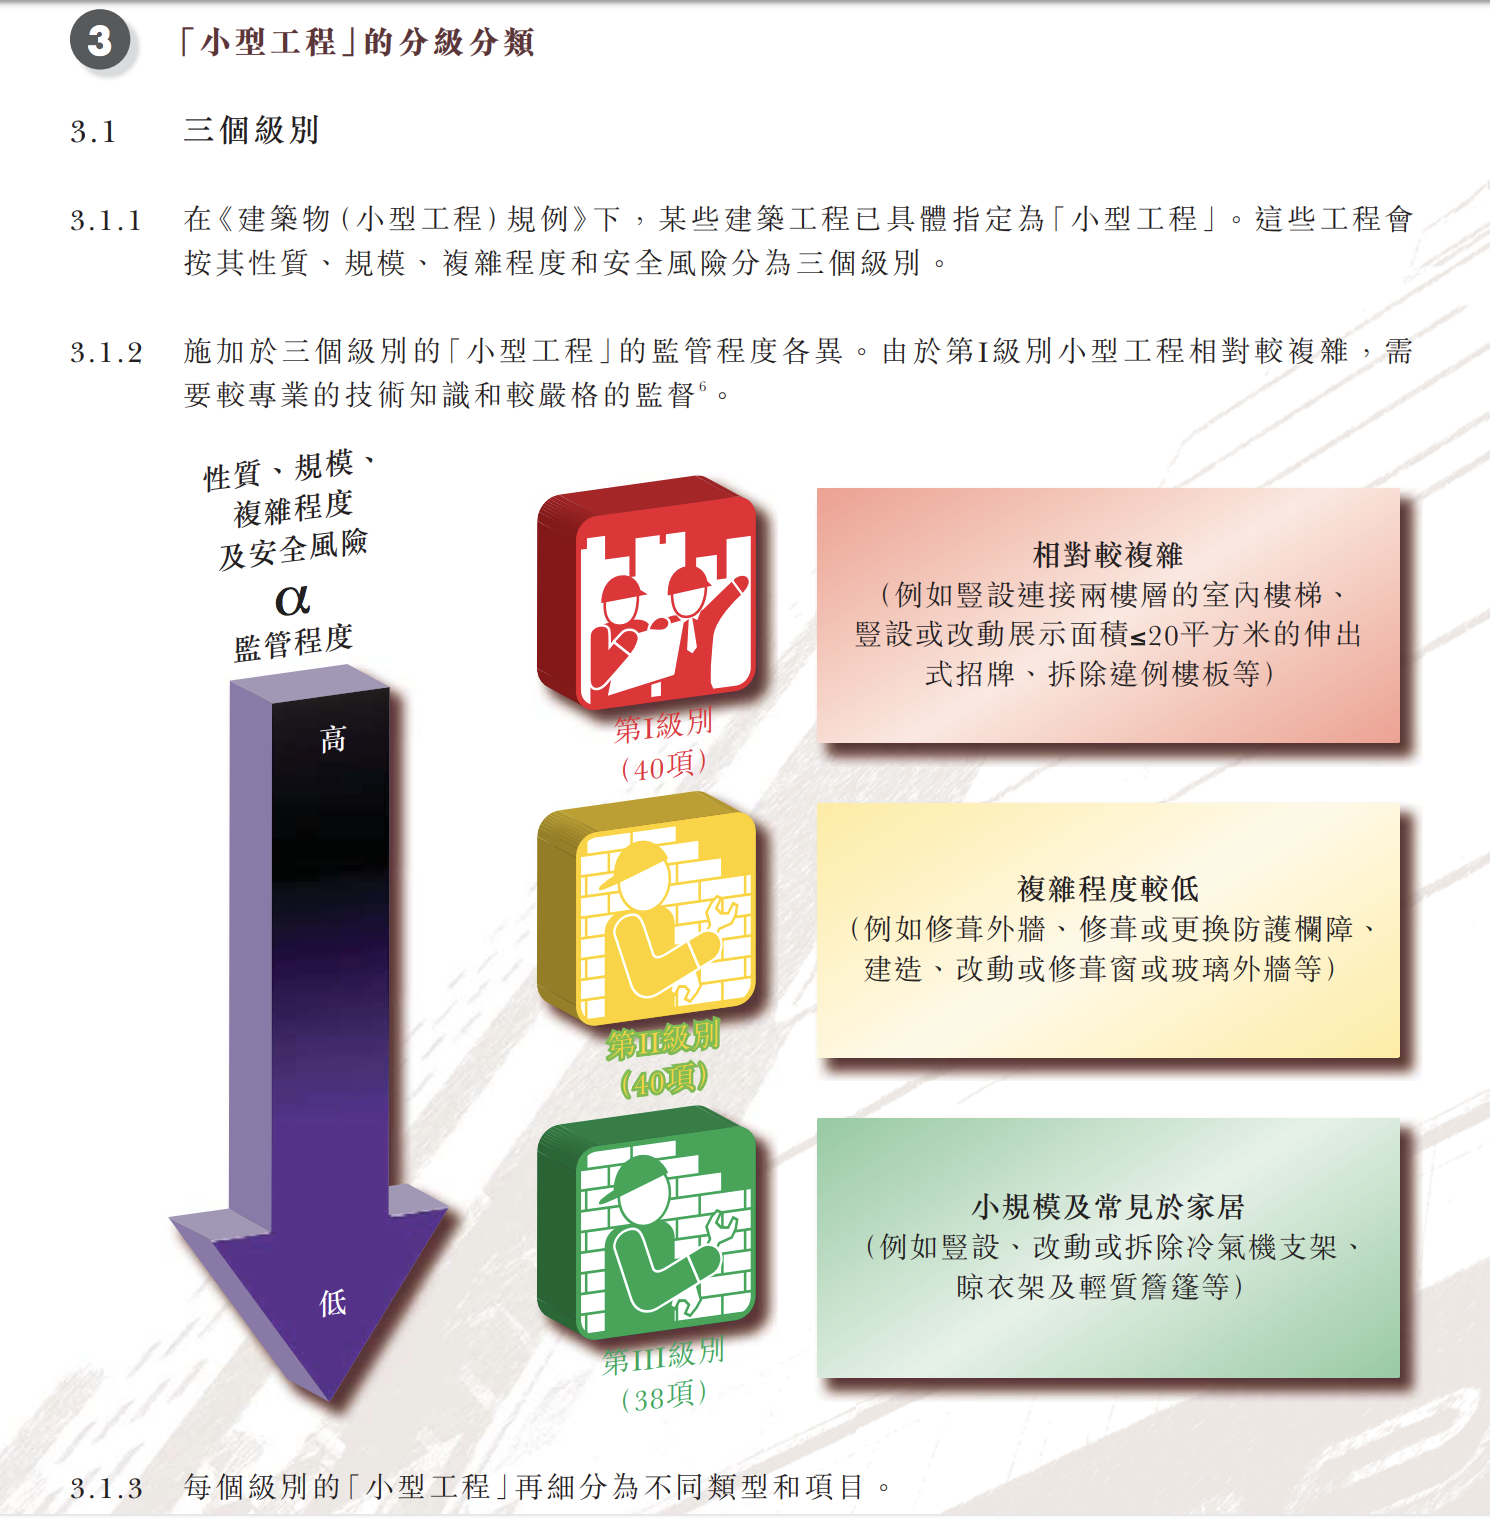 3 「小型工程」的分級分類
3.1 三個級別
3.1.1 在《建築物(小型工程)規例》下，某些建築工程已具體指定為「小型工程」。這些工程會
按其性質、規模、複雜程度和安全風險分為三個級別。
3.1.2 施加於三個級別的「小型工程」的監管程度各異。由於第I級別小型工程相對較複雜，需
要較專業的技術知識和較嚴格的監督6。
性質、規模、
複雜程度
及安全風險
α
監管程度
高
低
第I級別
(40項)
相對較複雜
(例如豎設連接兩樓層的室內樓梯、
豎設或改動展示面積≤20平方米的伸出
式招牌、拆除違例樓板等)
第II級別
(40項)
複雜程度較低
(例如修葺外牆、修葺或更換防護欄障、
建造、改動或修葺窗或玻璃外牆等)
第III級別
(38項)
小規模及常見於家居
(例如豎設、改動或拆除冷氣機支架、
晾衣架及輕質簷篷等)
3.1.3 每個級別的「小型工程」再細分為不同類型和項目。